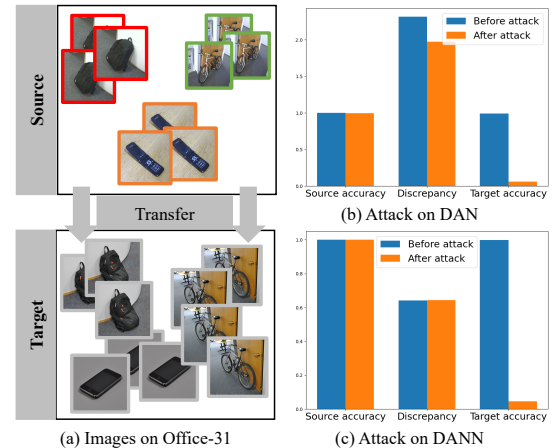 Source
Transfer
Target
(a) Images on Office-31
Before attack
After attack
2.0
1.5
1.0
0.5
0.0
Source accuracy
Discrepancy
Target accuracy
(b) Attack on DAN
Before attack
After attack
1.0
0.8
0.6
0.4
0.2
0.0
Source accuracy
Discrepancy
Target accuracy
(c) Attack on DANN